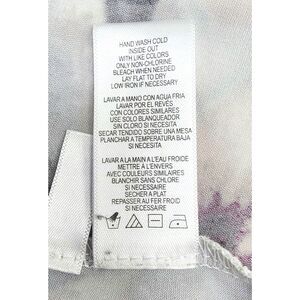 HAND WASH COLD
INSIDE OUT
WITH LIKE COLORS
ONLY NON-CHLORINE
BLEACH WHEN NEEDED
LAY FLAT TO DRY
LOW IRON IF NECESSARY
LAVAR A MANO CON AGUA FRIA
LAVAR POR EL REVÉS
CON COLORES SIMILARES
USE SOLO BLANQUEADOR
SIN CLORO SI NECESITA
SECAR TENDIDO SOBRE UNA MESA
PLANCHAR A TEMPERATURA BAJA
SI NECESITA
LAVER A LA MAIN A L'EAU FROIDE
METTRE A L'ENVERS
AVEC COULEURS SIMILAIRES
BLANCHIR SANS CHLORE
SI NECESSAIRE
SECHER A PLAT
REPASSER AU FER FROID
SI NECESSAIRE